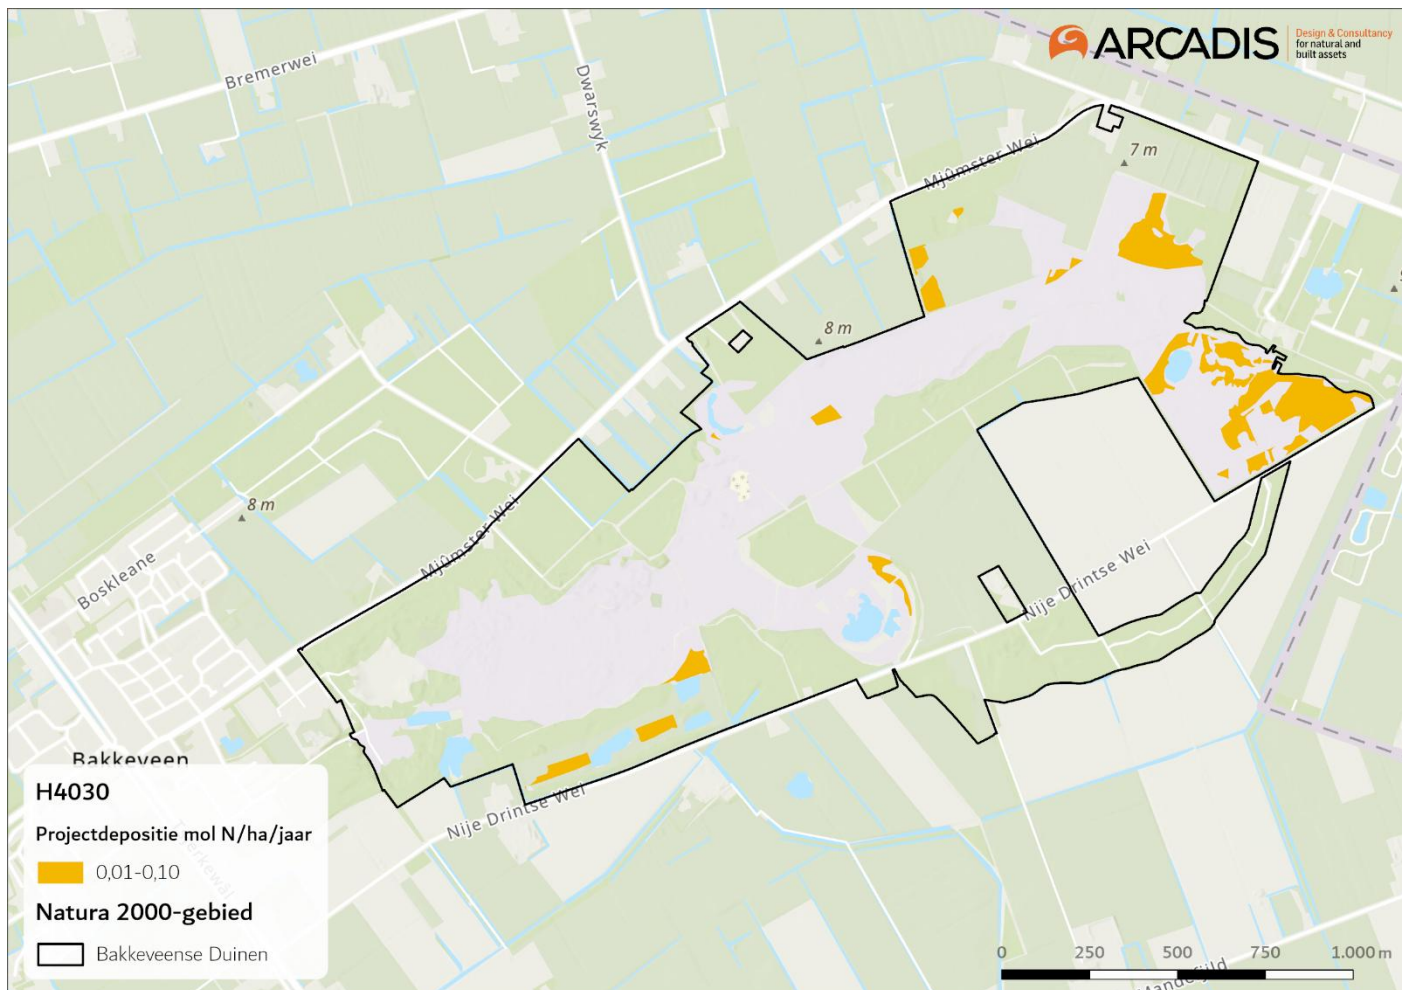 ARCADIS
Design & Consultancy
for natural and
built assets
Bremerwei
Dwarswyk
Mjûmster Wei
7 m
8 m
8 m
Mjûmster Wei
Boskleane
Nije Drintse Wei
Bakkeveen
Nije Drintse Wei
H4030
Projectdepositie mol N/ha/jaar
0,01-0,10
Natura 2000-gebied
Bakkeveense Duinen
0 250 500 750 1.000 m